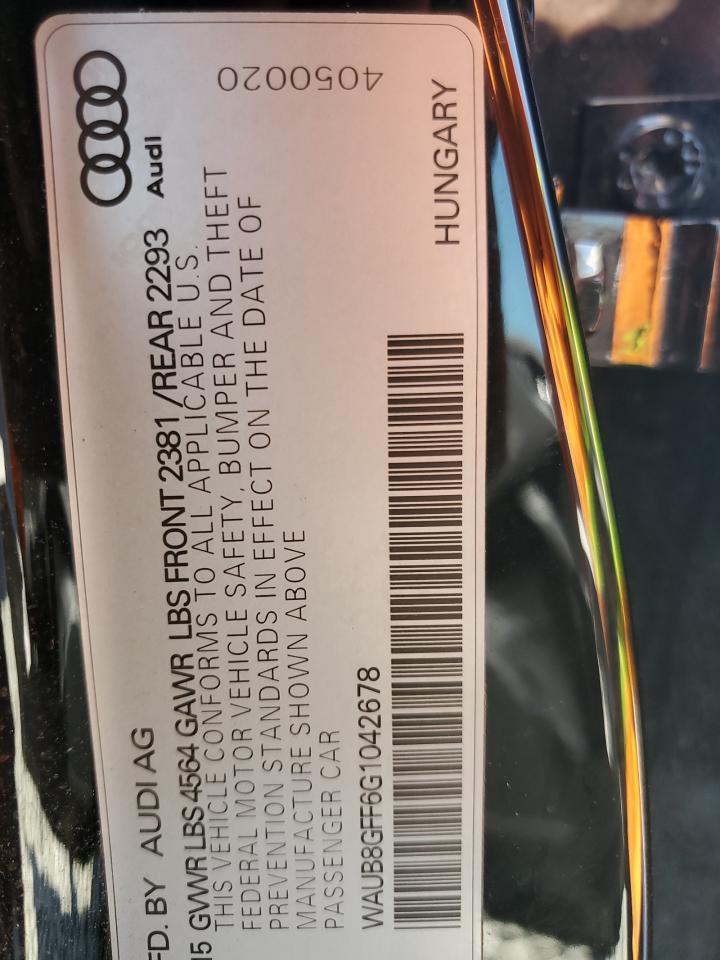 FD. BY AUDI AG
15 GVWR LBS 4564 GAWR LBS FRONT 2381 /REAR 2293
THIS VEHICLE CONFORMS TO ALL APPLICABLE U.S.
FEDERAL MOTOR VEHICLE SAFETY, BUMPER AND THEFT
PREVENTION STANDARDS IN EFFECT ON THE DATE OF
MANUFACTURE SHOWN ABOVE
PASSENGER CAR
WAUB8GFF6G1042678
Audi
4050020
HUNGARY